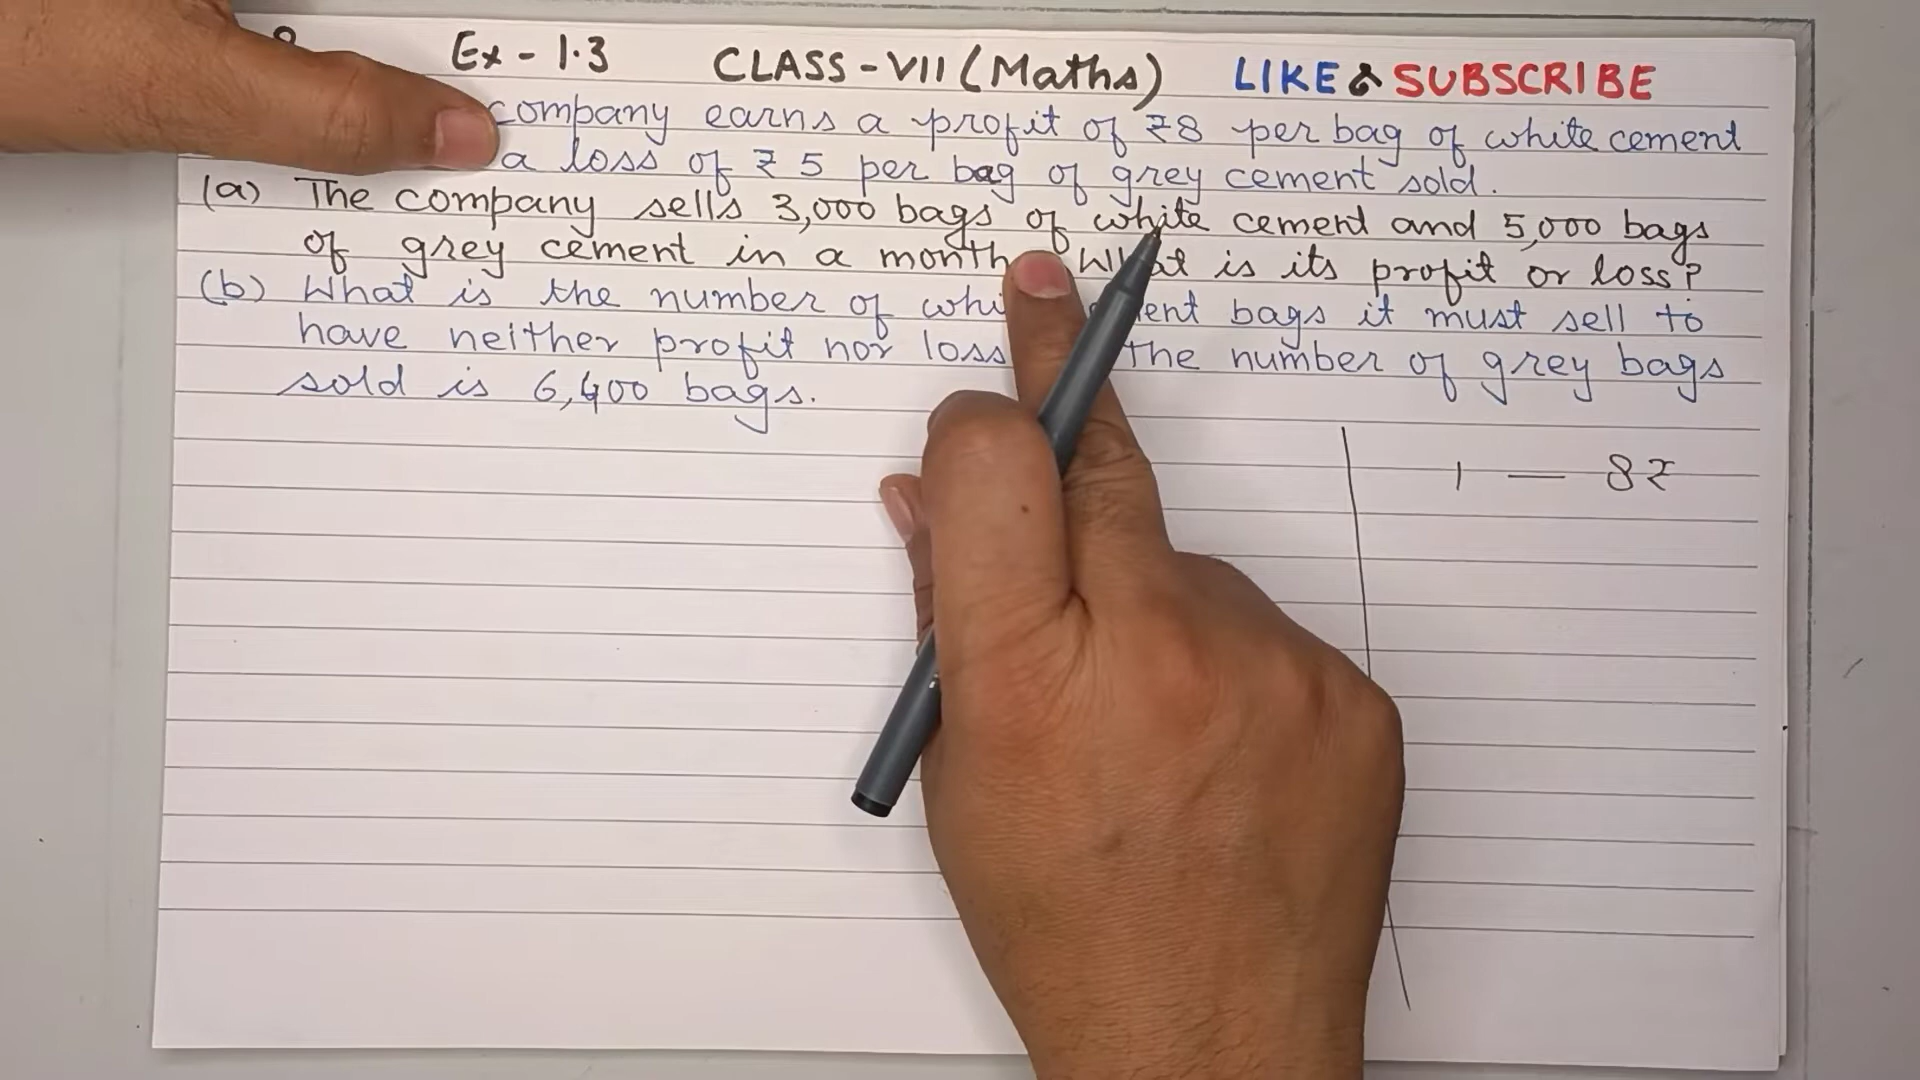 Ex - 1.3 CLASS - VII (Maths) LIKE & SUBSCRIBE
company earns a profit of ₹8 per bag of white cement
a loss of ₹ 5 per bag of grey cement sold.
(a) The company sells 3,000 bags of white cement and 5,000 bags
of grey cement in a month. What is its profit or loss?
(b) What is the number of bags it must sell to
have neither profit nor loss the number of grey bags
sold is 6,400 bags.
1 — 8₹